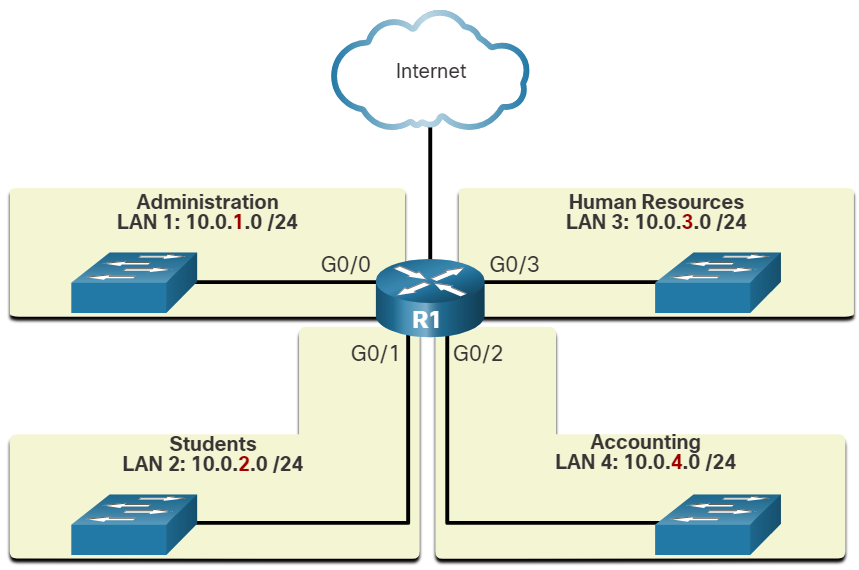 Internet
Administration
LAN 1: 10.0.1.0 /24
Human Resources
LAN 3: 10.0.3.0 /24
G0/0
G0/3
R1
G0/1
G0/2
Students
LAN 2: 10.0.2.0 /24
Accounting
LAN 4: 10.0.4.0 /24